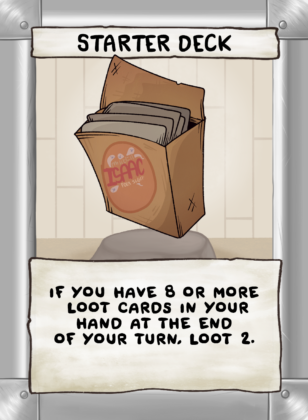 STARTER DECK
ISAAC
IF YOU HAVE 8 OR MORE
LOOT CARDS IN YOUR
HAND AT THE END
OF YOUR TURN, LOOT 2.